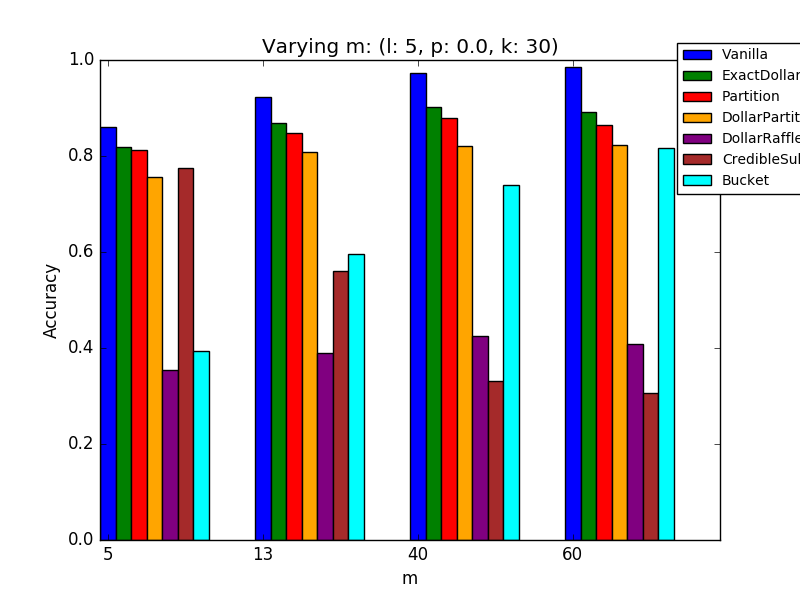 Varying m: (l: 5, p: 0.0, k: 30)
Vanilla
ExactDollar
Partition
DollarPartit
DollarRaffle
CredibleSu
Bucket
1.0
0.8
0.6
0.4
0.2
0.0
Accuracy
5 13 40 60
m